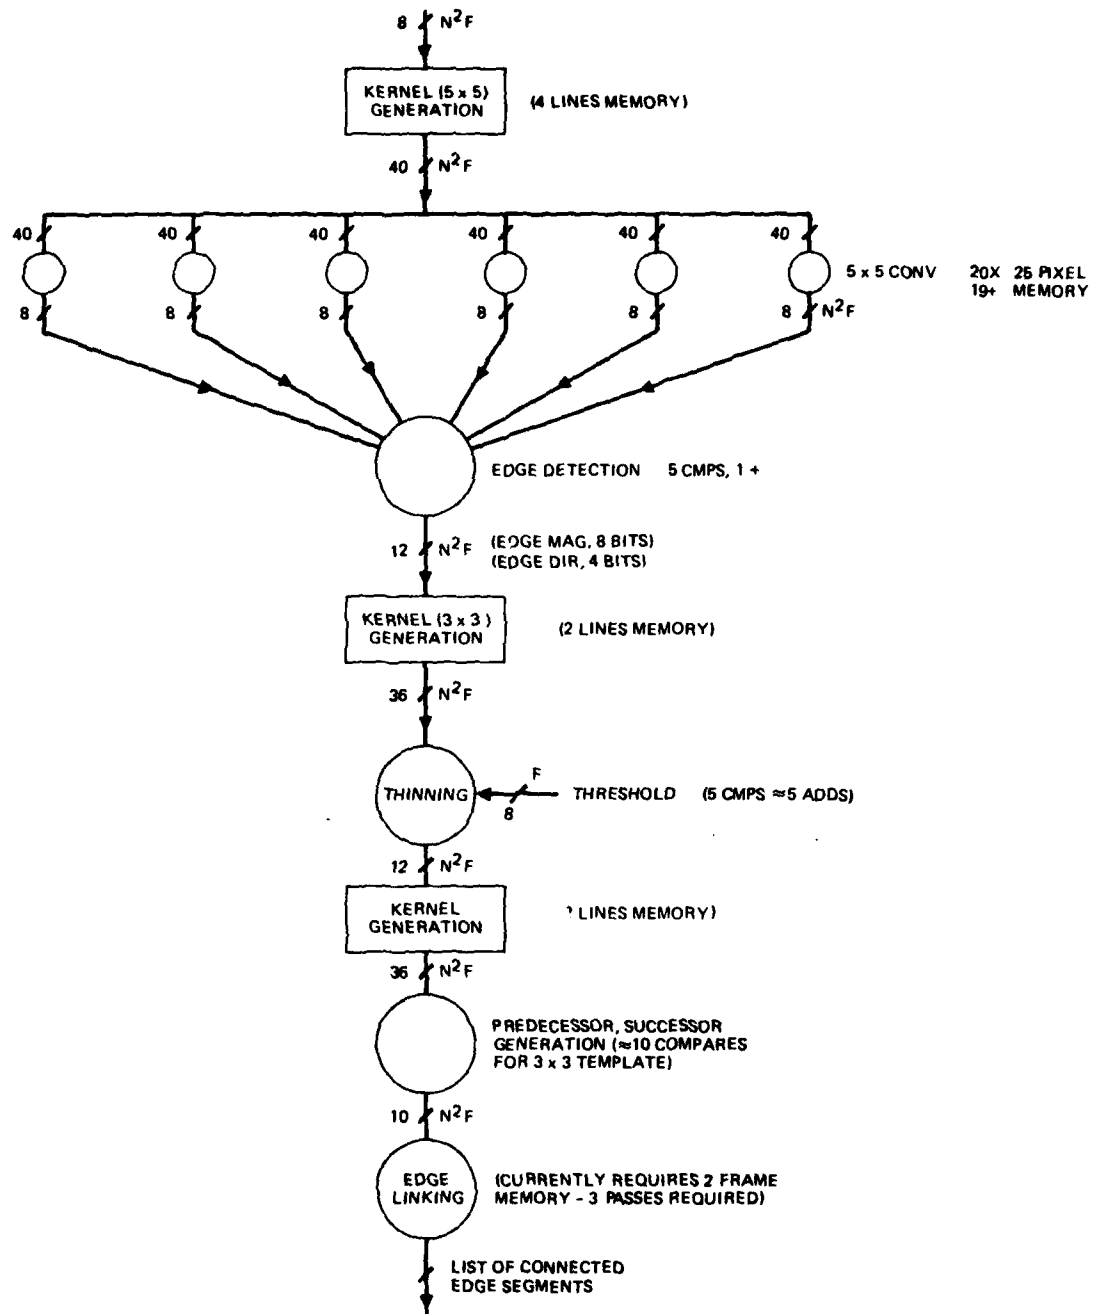 8 N²F
KERNEL (5 x 5)
GENERATION
(4 LINES MEMORY)
40 N²F
40 40 40 40 40 40
5 x 5 CONV 20X 25 PIXEL
19+ MEMORY
8 8 8 8 8 8 N²F
EDGE DETECTION 5 CMPS, 1 +
12 N²F (EDGE MAG, 8 BITS)
(EDGE DIR, 4 BITS)
KERNEL (3 x 3)
GENERATION
(2 LINES MEMORY)
36 N²F
THINNING
F
8
THRESHOLD (5 CMPS ≈5 ADDS)
12 N²F
KERNEL
GENERATION
LINES MEMORY)
36 N²F
PREDECESSOR, SUCCESSOR
GENERATION (≈10 COMPARES
FOR 3 x 3 TEMPLATE)
10 N²F
EDGE
LINKING
(CURRENTLY REQUIRES 2 FRAME
MEMORY - 3 PASSES REQUIRED)
LIST OF CONNECTED
EDGE SEGMENTS